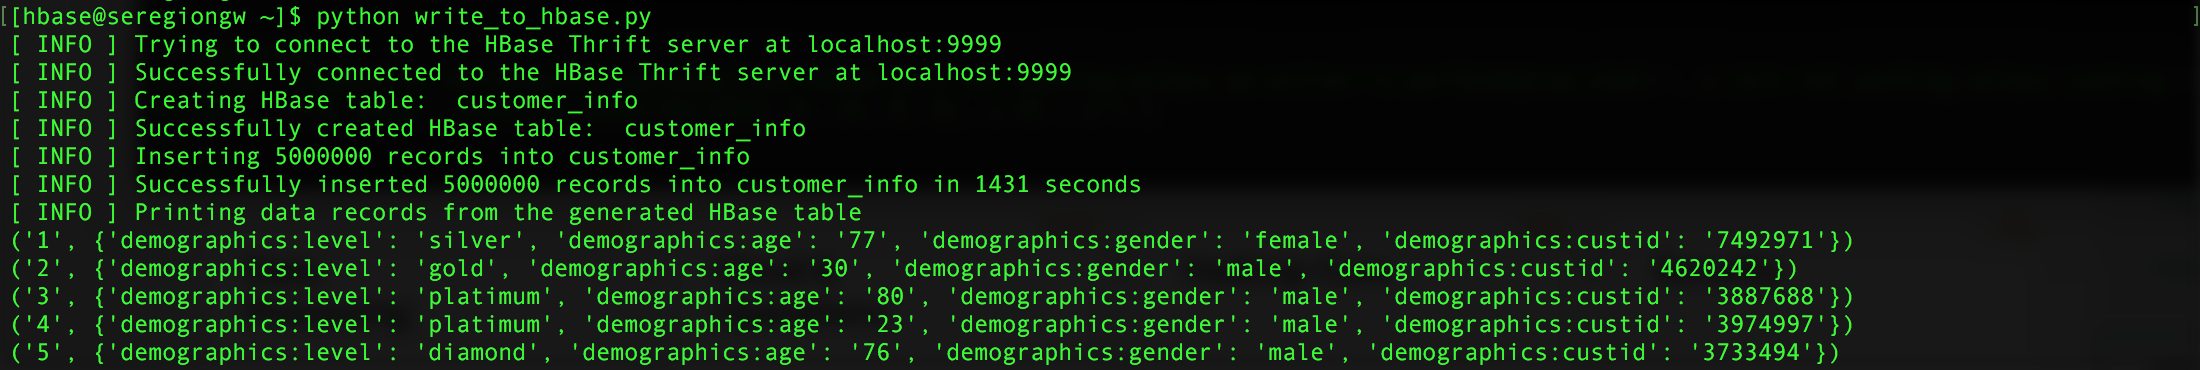 [[hbase@seregiongw ~]$ python write_to_hbase.py ]
[ INFO ] Trying to connect to the HBase Thrift server at localhost:9999
[ INFO ] Successfully connected to the HBase Thrift server at localhost:9999
[ INFO ] Creating HBase table:  customer_info
[ INFO ] Successfully created HBase table:  customer_info
[ INFO ] Inserting 5000000 records into customer_info
[ INFO ] Successfully inserted 5000000 records into customer_info in 1431 seconds
[ INFO ] Printing data records from the generated HBase table
('1', {'demographics:level': 'silver', 'demographics:age': '77', 'demographics:gender': 'female', 'demographics:custid': '7492971'})
('2', {'demographics:level': 'gold', 'demographics:age': '30', 'demographics:gender': 'male', 'demographics:custid': '4620242'})
('3', {'demographics:level': 'platimum', 'demographics:age': '80', 'demographics:gender': 'male', 'demographics:custid': '3887688'})
('4', {'demographics:level': 'platimum', 'demographics:age': '23', 'demographics:gender': 'male', 'demographics:custid': '3974997'})
('5', {'demographics:level': 'diamond', 'demographics:age': '76', 'demographics:gender': 'male', 'demographics:custid': '3733494'})